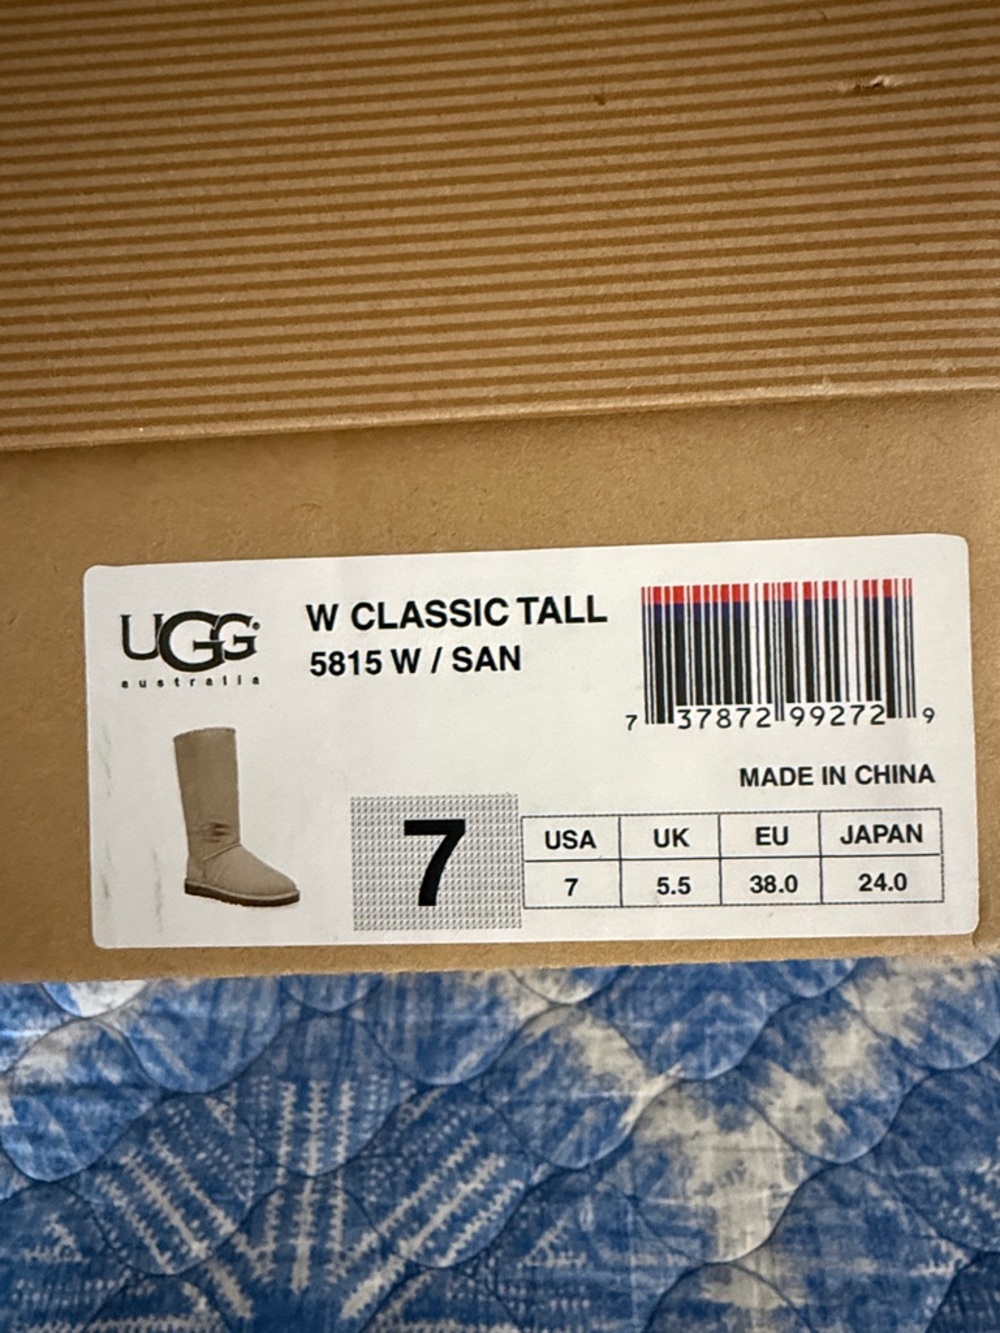 UGG®
australia
W CLASSIC TALL
5815 W / SAN
7 37872 99272 9
MADE IN CHINA
7
USA UK EU JAPAN
7 5.5 38.0 24.0